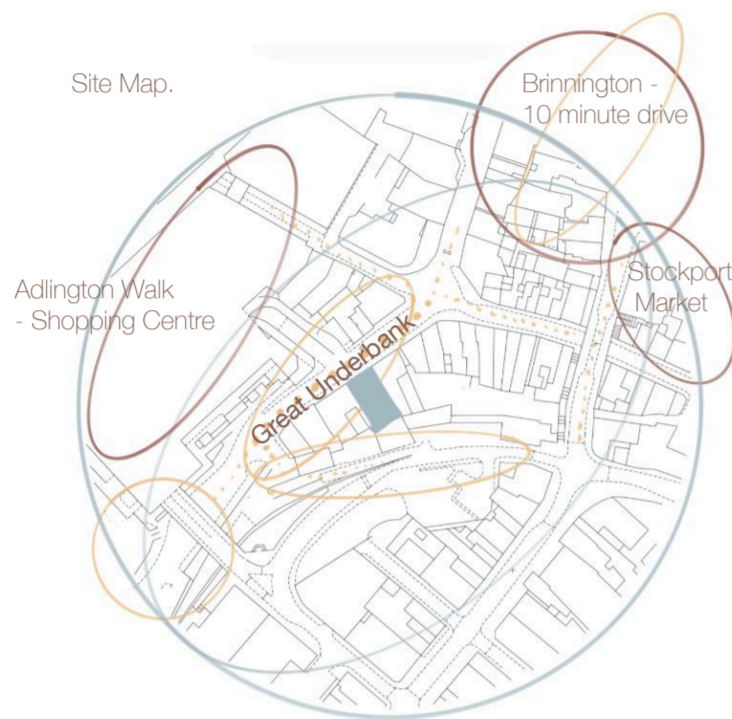 Site Map.
Brinnington -
10 minute drive
Adlington Walk
- Shopping Centre
Stockport
Market
Great Underbank